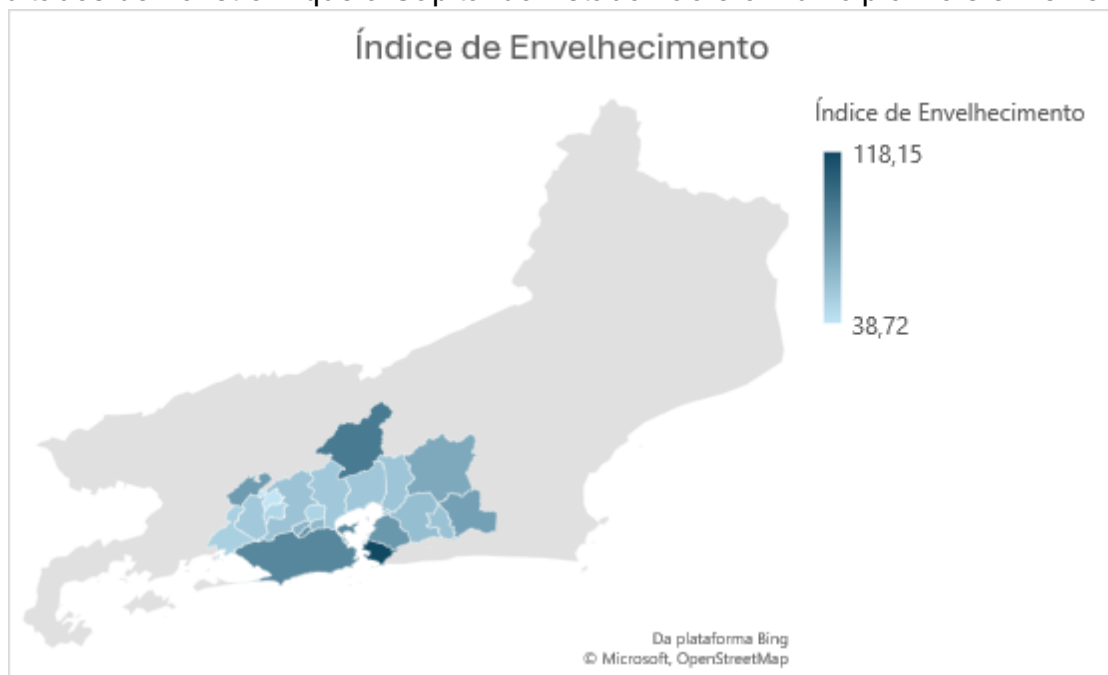 Índice de Envelhecimento
Índice de Envelhecimento
118,15
38,72
Da plataforma Bing
© Microsoft, OpenStreetMap